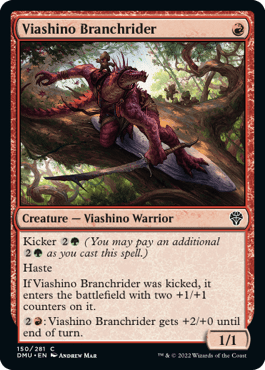 Viashino Branchrider
Creature — Viashino Warrior
Kicker 2 (You may pay an additional
2 as you cast this spell.)
Haste
If Viashino Branchrider was kicked, it
enters the battlefield with two +1/+1
counters on it.
2: Viashino Branchrider gets +2/+0 until
end of turn.
1/1
150/281 C
DMU • EN Andrew Mar
™ & © 2022 Wizards of the Coast